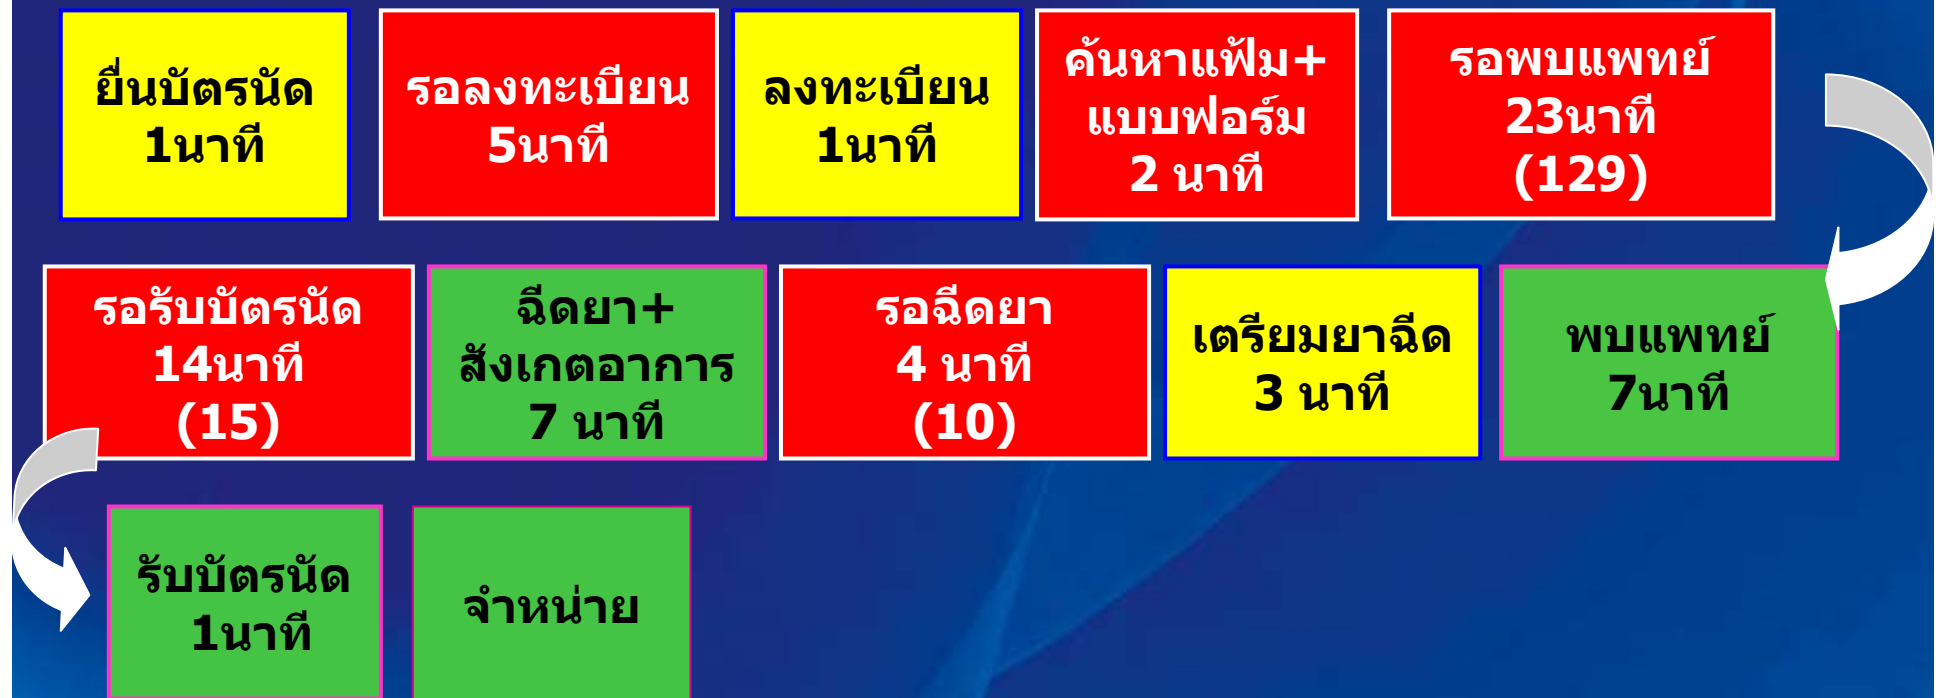 ยื่นบัตรนัด
1นาที
รอลงทะเบียน
5นาที
ลงทะเบียน
1นาที
ค้นหาแฟ้ม+
แบบฟอร์ม
2 นาที
รอพบแพทย์
23นาที
(129)
รอรับบัตรนัด
14นาที
(15)
ฉีดยา+
สังเกตอาการ
7 นาที
รอฉีดยา
4 นาที
(10)
เตรียมยาฉีด
3 นาที
พบแพทย์
7นาที
รับบัตรนัด
1นาที
จำหน่าย